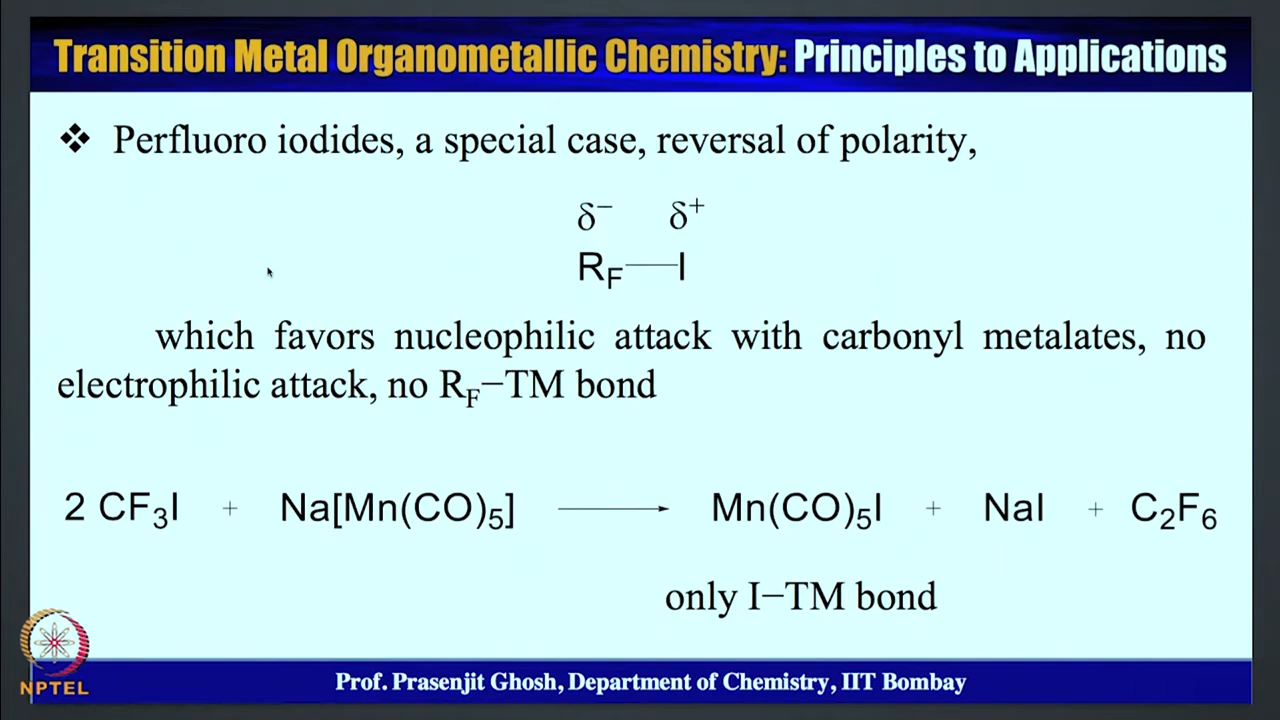 Transition Metal Organometallic Chemistry: Principles to Applications
❖ Perfluoro iodides, a special case, reversal of polarity,
δ⁻ δ⁺
R_F—I
which favors nucleophilic attack with carbonyl metalates, no
electrophilic attack, no R_F−TM bond
2 CF₃I + Na[Mn(CO)₅] ⟶ Mn(CO)₅I + NaI + C₂F₆
only I−TM bond
NPTEL
Prof. Prasenjit Ghosh, Department of Chemistry, IIT Bombay